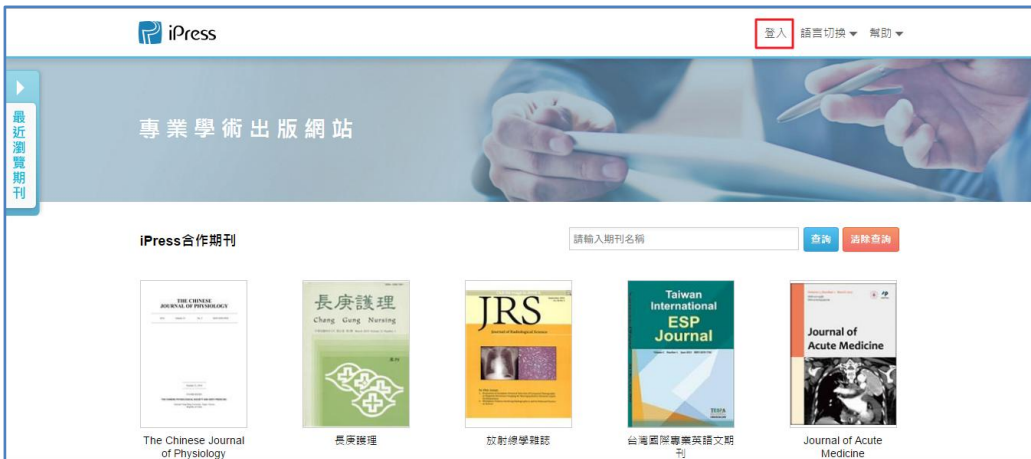 iPress
登入 語言切換 幫助
最近瀏覽期刊
專業學術出版網站
iPress合作期刊
請輸入期刊名稱
查詢 清除查詢
THE CHINESE
JOURNAL OF PHYSIOLOGY
長庚護理
Chang Gung Nursing
JRS
Journal of Radiological Science
Taiwan
International
ESP
Journal
Journal of
Acute Medicine
The Chinese Journal
of Physiology
長庚護理
放射線學雜誌
台灣國際專業英語文期
刊
Journal of Acute
Medicine